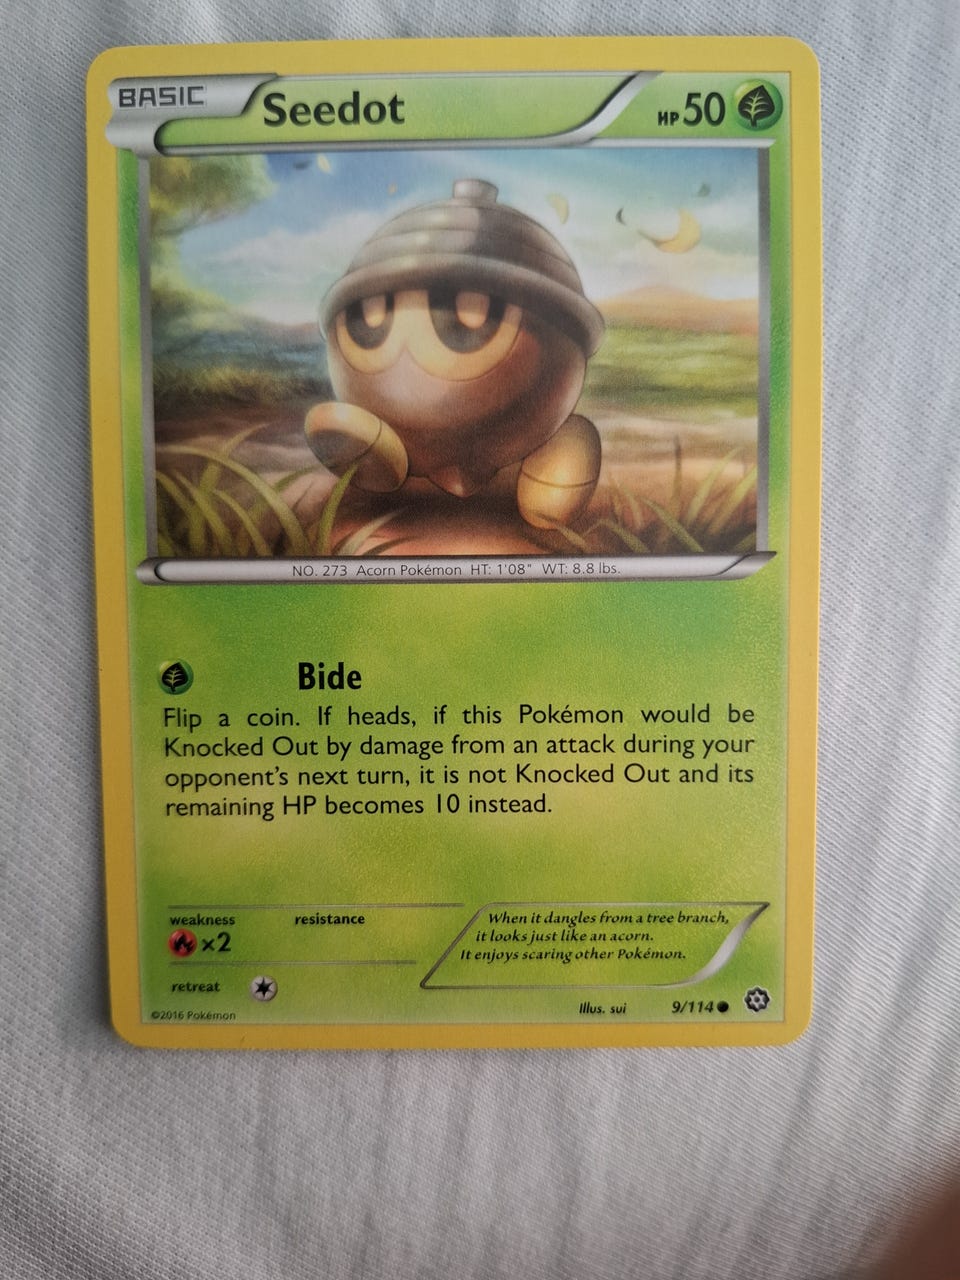 BASIC Seedot HP 50
NO. 273 Acorn Pokémon HT: 1'08" WT: 8.8 lbs.
Bide
Flip a coin. If heads, if this Pokémon would be
Knocked Out by damage from an attack during your
opponent's next turn, it is not Knocked Out and its
remaining HP becomes 10 instead.
weakness resistance
×2
retreat
When it dangles from a tree branch,
it looks just like an acorn.
It enjoys scaring other Pokémon.
©2016 Pokémon Illus. sui 9/114